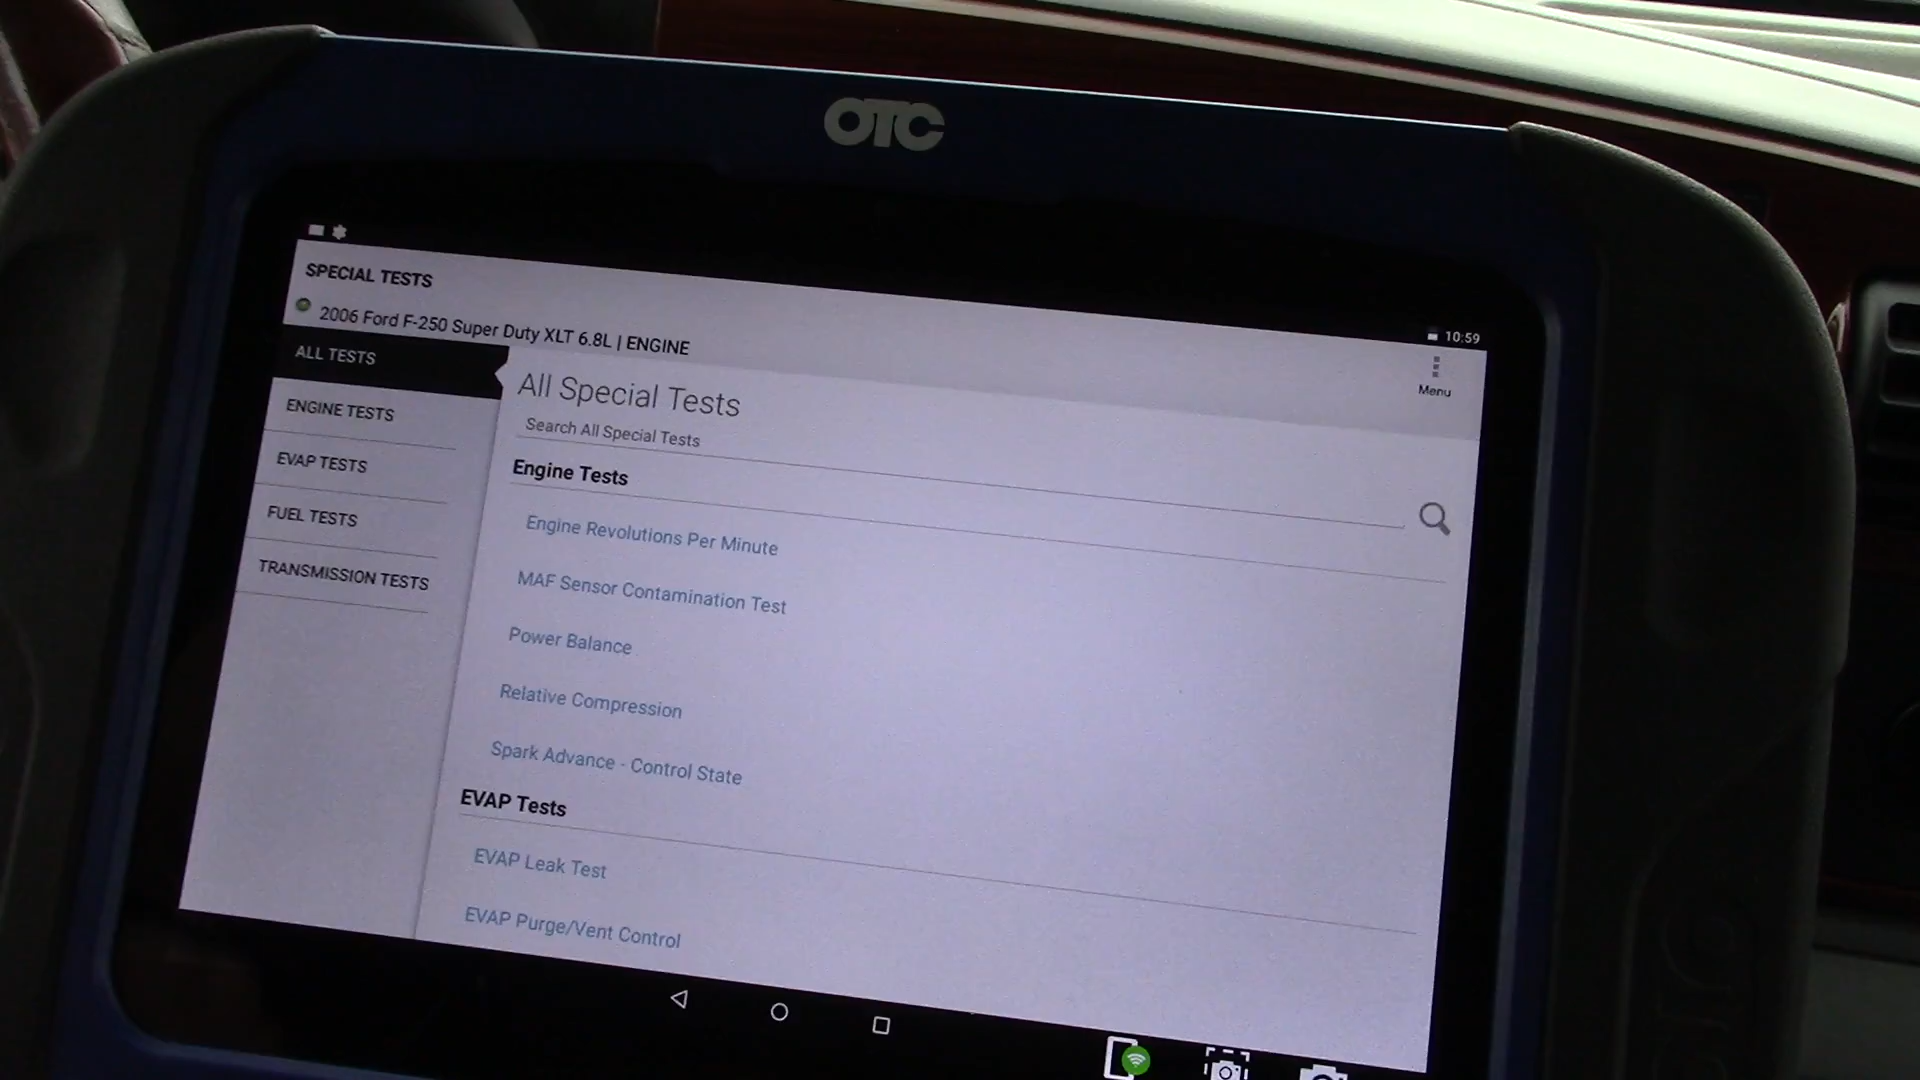 OTC
10:59
SPECIAL TESTS
2006 Ford F-250 Super Duty XLT 6.8L | ENGINE
Menu
ALL TESTS
ENGINE TESTS
EVAP TESTS
FUEL TESTS
TRANSMISSION TESTS
All Special Tests
Search All Special Tests
Engine Tests
Engine Revolutions Per Minute
MAF Sensor Contamination Test
Power Balance
Relative Compression
Spark Advance - Control State
EVAP Tests
EVAP Leak Test
EVAP Purge/Vent Control
OTC